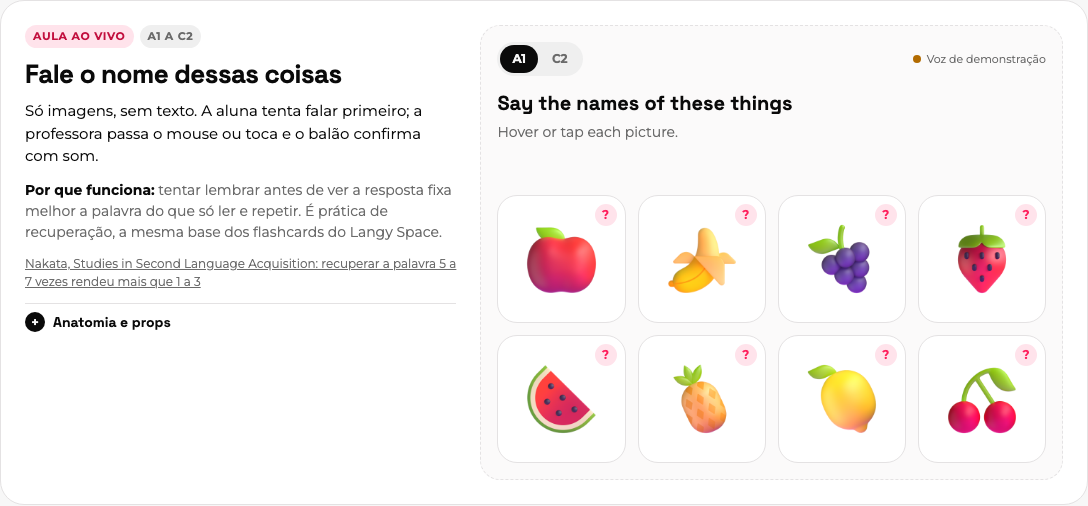 AULA AO VIVO
A1 A C2
Fale o nome dessas coisas
Só imagens, sem texto. A aluna tenta falar primeiro; a
professora passa o mouse ou toca e o balão confirma
com som.
Por que funciona: tentar lembrar antes de ver a resposta fixa
melhor a palavra do que só ler e repetir. É prática de
recuperação, a mesma base dos flashcards do Langy Space.
Nakata, Studies in Second Language Acquisition: recuperar a palavra 5 a
7 vezes rendeu mais que 1 a 3
+ Anatomia e props
A1 C2
Voz de demonstração
Say the names of these things
Hover or tap each picture.
? ? ? ?
? ? ? ?